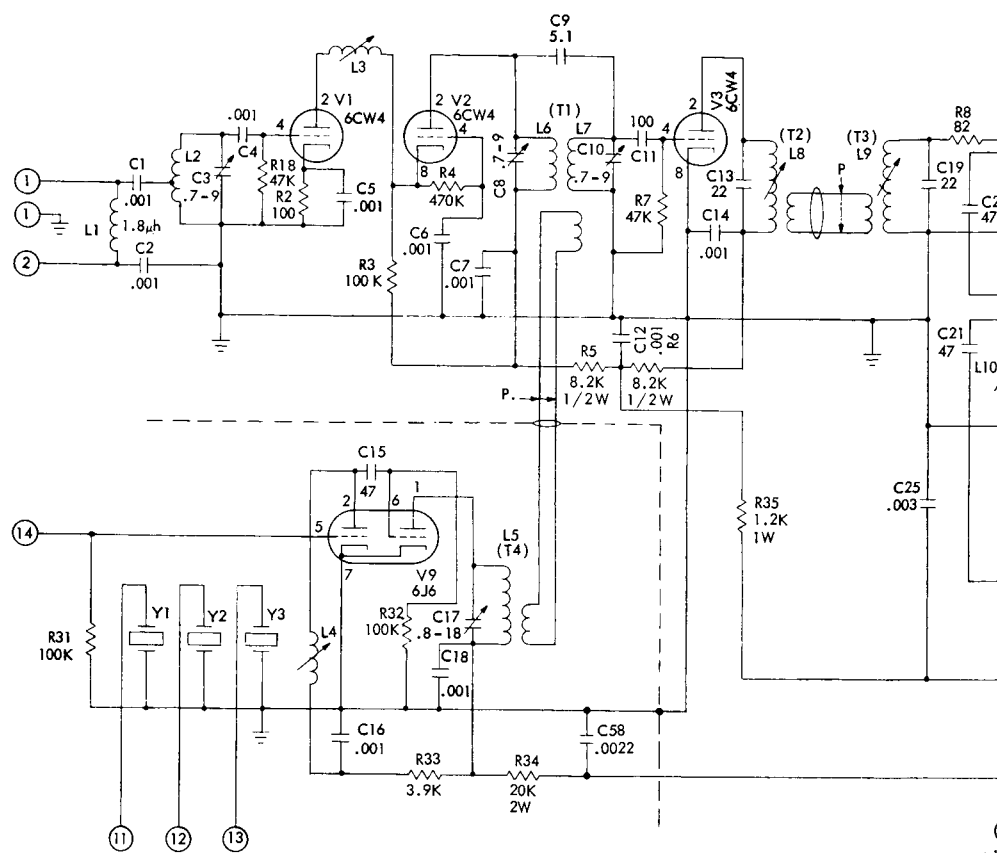 C9
5.1
L3
2 V1
6CW4
4
8
2 V2
6CW4
4
8
2
V3
6CW4
4
8
(T1)
L6
L7
C8 .7-9
C10
.7-9
100
C11
(T2)
L8
(T3)
L9
P
R8
82
C19
22
C2
47
1
1
2
C1
.001
L2
C3
.7-9
.001
C4
R18
47K
R2
100
C5
.001
R4
470K
L1
1.8µh
C2
.001
R3
100 K
C6
.001
C7
.001
R7
47K
C13
22
C14
.001
C12
.001
R6
R5
8.2K
1/2W
8.2K
1/2W
P.
C21
47
L10
C25
.003
R35
1.2K
1W
C15
47
2
6
1
5
7
V9
6J6
14
L5
(T4)
R31
100K
Y1
Y2
Y3
L4
R32
100K
C17
.8-18
C18
.001
C16
.001
R33
3.9K
R34
20K
2W
C58
.0022
11
12
13